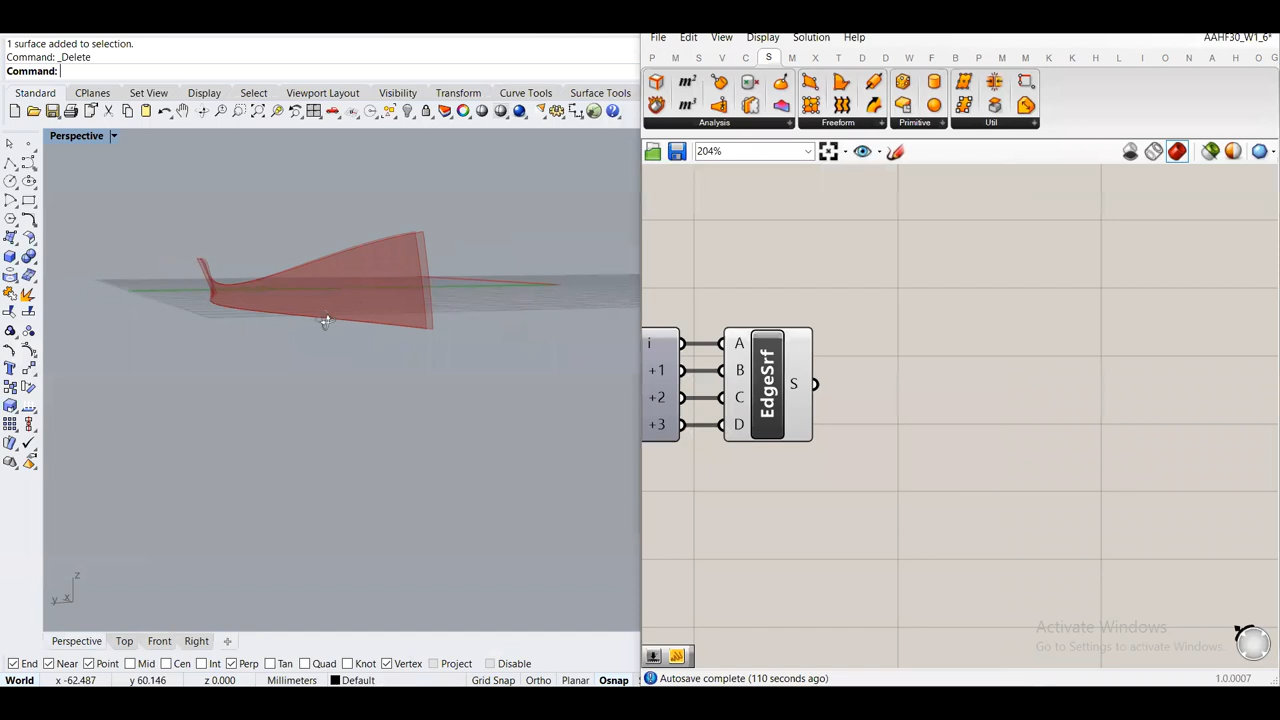 1 surface added to selection.
Command: _Delete
Command:
Standard CPlanes Set View Display Select Viewport Layout Visibility Transform Curve Tools Surface Tools
Perspective
z
y x
Perspective Top Front Right
End Near Point Mid Cen Int Perp Tan Quad Knot Vertex Project Disable
World x -62.487 y 60.146 z 0.000 Millimeters Default Grid Snap Ortho Planar Osnap
File Edit View Display Solution Help AAHF30_W1_6*
P M S V C S M X T D W F B L K M M K K A H O G
m²
m³
Analysis Freeform Primitive Util
204%
i A
+1 B
+2 C
+3 D
EdgeSrf
S
Activate Windows
Go to Settings to activate Windows.
Autosave complete (110 seconds ago) 1.0.0007